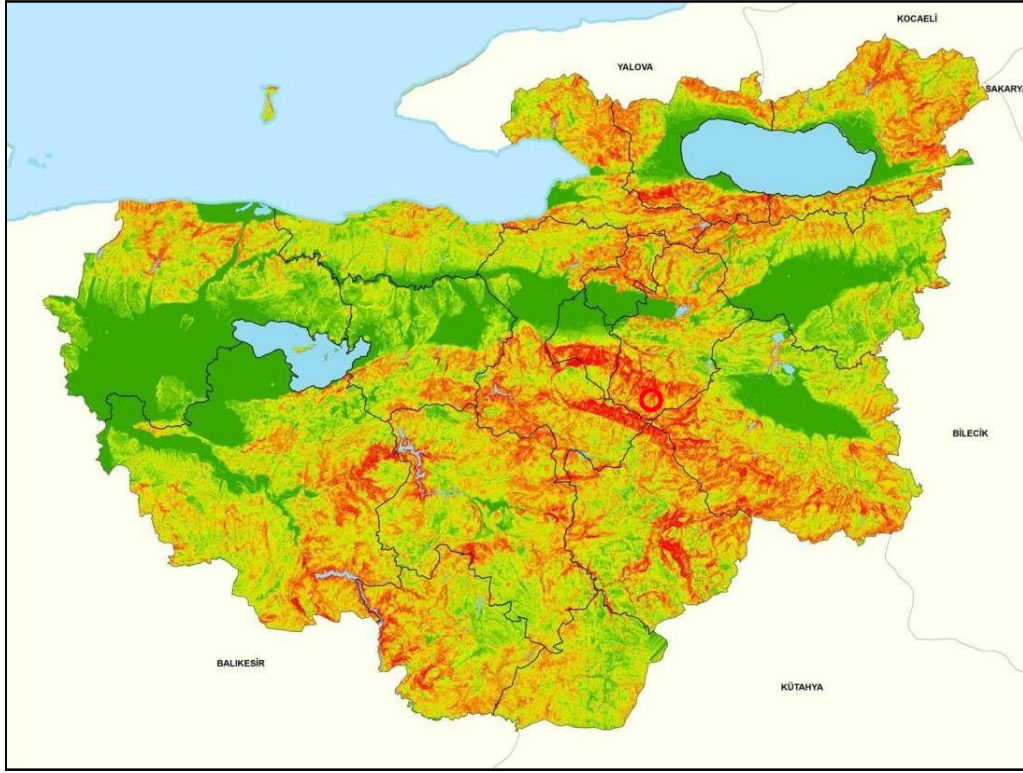 KOCAELİ
YALOVA
SAKARYA
BİLECİK
BALIKESİR
KÜTAHYA